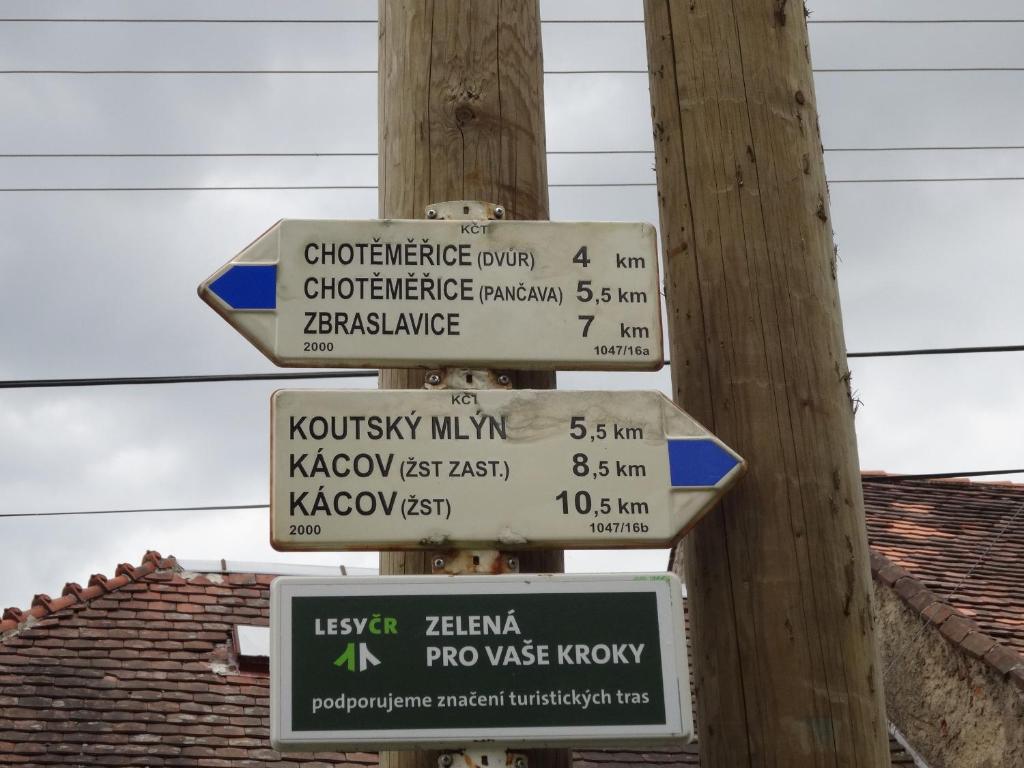 KČT
CHOTĚMĚŘICE (DVŮR) 4 km
CHOTĚMĚŘICE (PANČAVA) 5,5 km
ZBRASLAVICE 7 km
2000 1047/16a
KČT
KOUTSKÝ MLÝN 5,5 km
KÁCOV (ŽST ZAST.) 8,5 km
KÁCOV (ŽST) 10,5 km
2000 1047/16b
LESYČR ZELENÁ
PRO VAŠE KROKY
podporujeme značení turistických tras